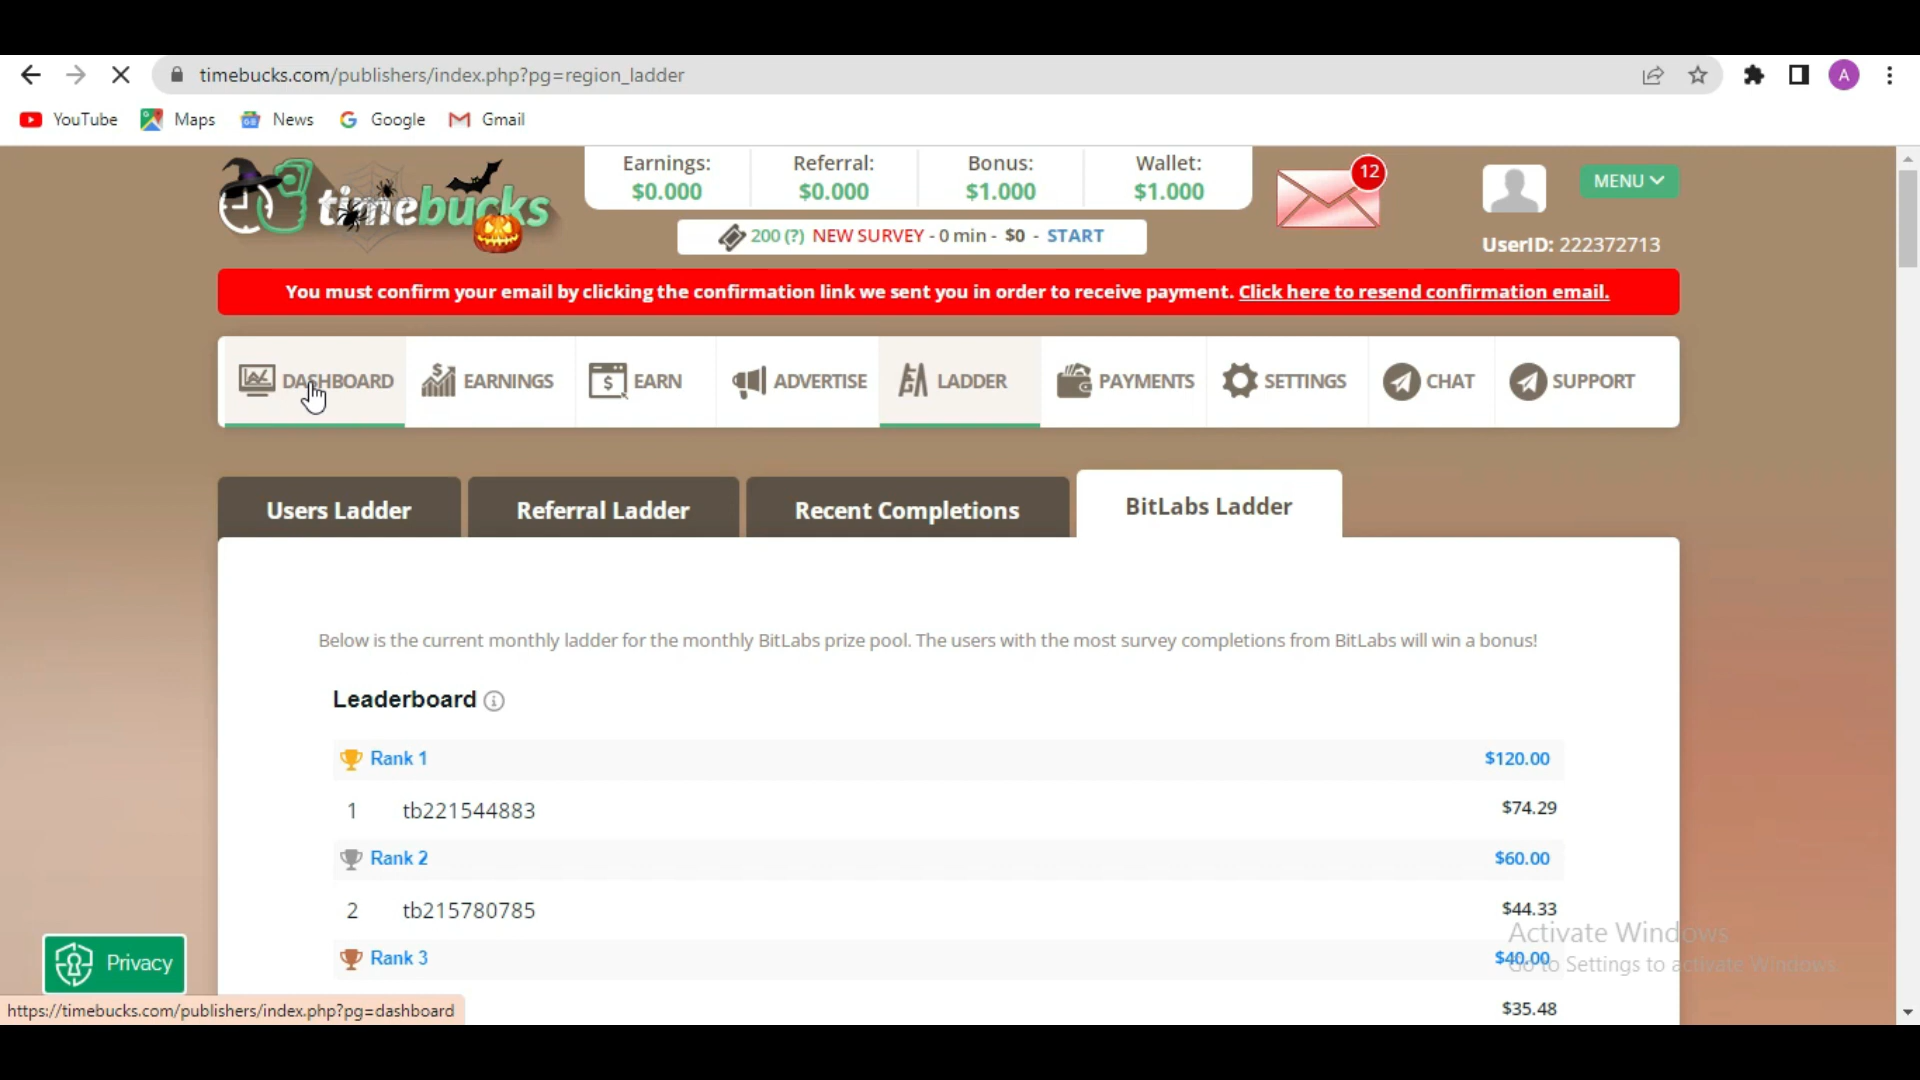 timebucks.com/publishers/index.php?pg=region_ladder
A
YouTube Maps News Google Gmail
timebucks
Earnings: Referral: Bonus: Wallet:
$0.000 $0.000 $1.000 $1.000
200 (?) NEW SURVEY - 0 min - $0 - START
12
MENU
UserID: 222372713
You must confirm your email by clicking the confirmation link we sent you in order to receive payment. Click here to resend confirmation email.
DASHBOARD EARNINGS EARN ADVERTISE LADDER PAYMENTS SETTINGS CHAT SUPPORT
Users Ladder Referral Ladder Recent Completions BitLabs Ladder
Below is the current monthly ladder for the monthly BitLabs prize pool. The users with the most survey completions from BitLabs will win a bonus!
Leaderboard
Rank 1 $120.00
1 tb221544883 $74.29
Rank 2 $60.00
2 tb215780785 $44.33
Activate Windows
Rank 3 $40.00
Go to Settings to activate Windows.
Privacy
https://timebucks.com/publishers/index.php?pg=dashboard
$35.48